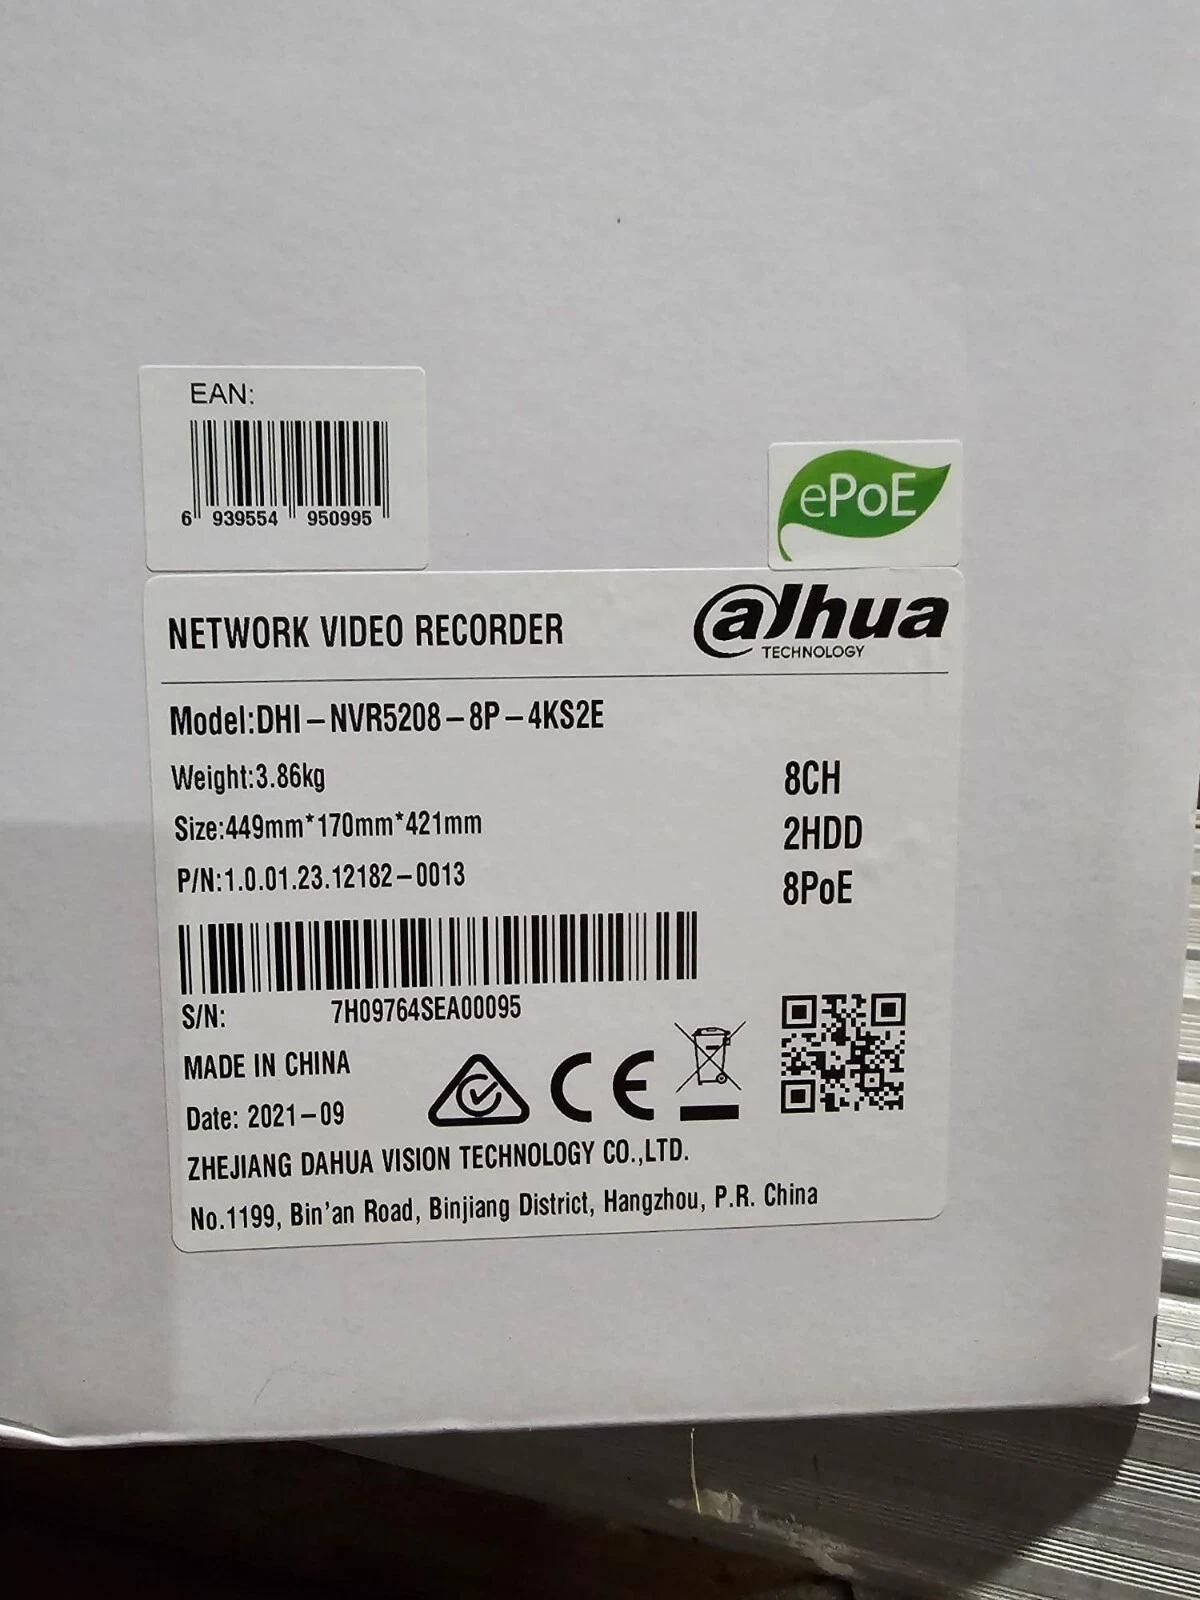 EAN:
6 939554 950995
ePoE
NETWORK VIDEO RECORDER
alhua
TECHNOLOGY
Model:DHI-NVR5208-8P-4KS2E
Weight:3.86kg
8CH
Size:449mm*170mm*421mm
2HDD
P/N:1.0.01.23.12182-0013
8PoE
S/N: 7H09764SEA00095
MADE IN CHINA
CE
Date: 2021-09
ZHEJIANG DAHUA VISION TECHNOLOGY CO.,LTD.
No.1199, Bin'an Road, Binjiang District, Hangzhou, P.R. China